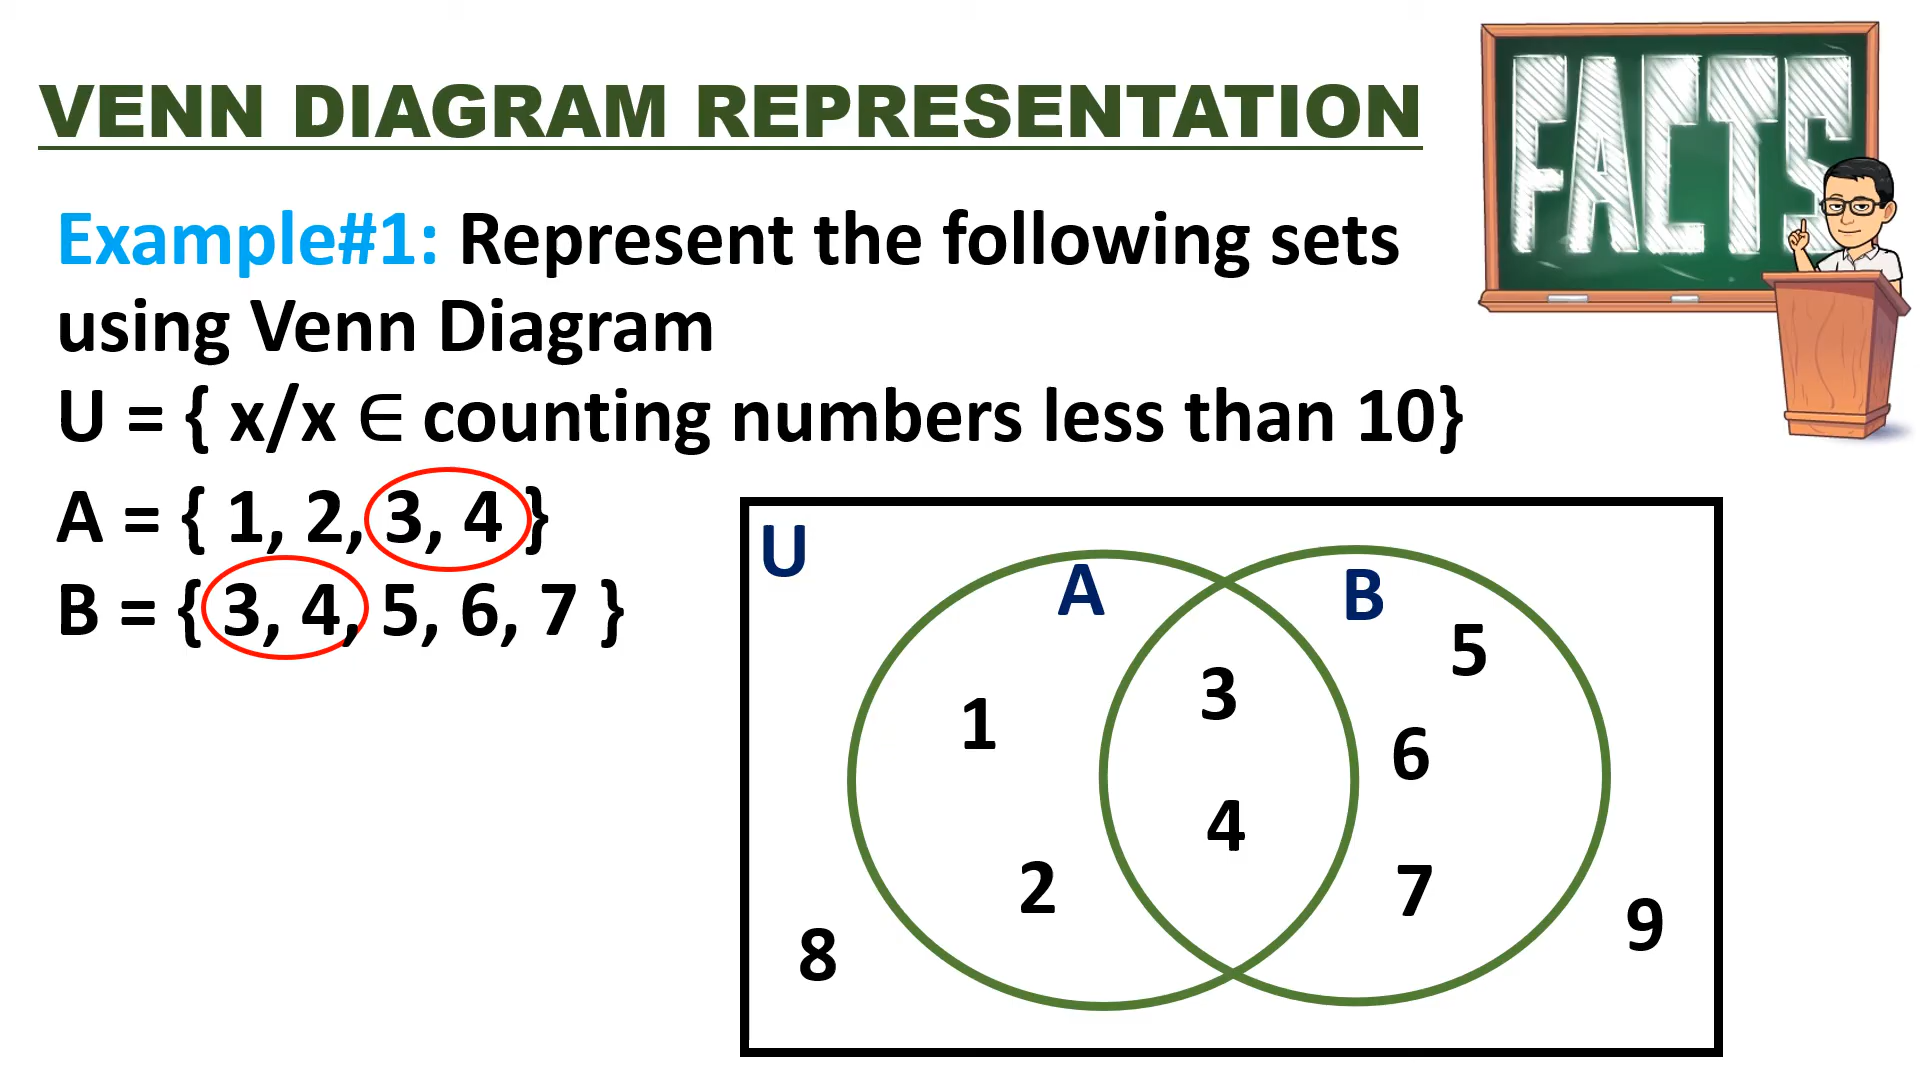 VENN DIAGRAM REPRESENTATION
FACTS
Example#1: Represent the following sets
using Venn Diagram
U = { x/x ∈ counting numbers less than 10}
A = { 1, 2, 3, 4 }
B = { 3, 4, 5, 6, 7 }
U
A
B
5
3
1
6
4
2
7
8
9